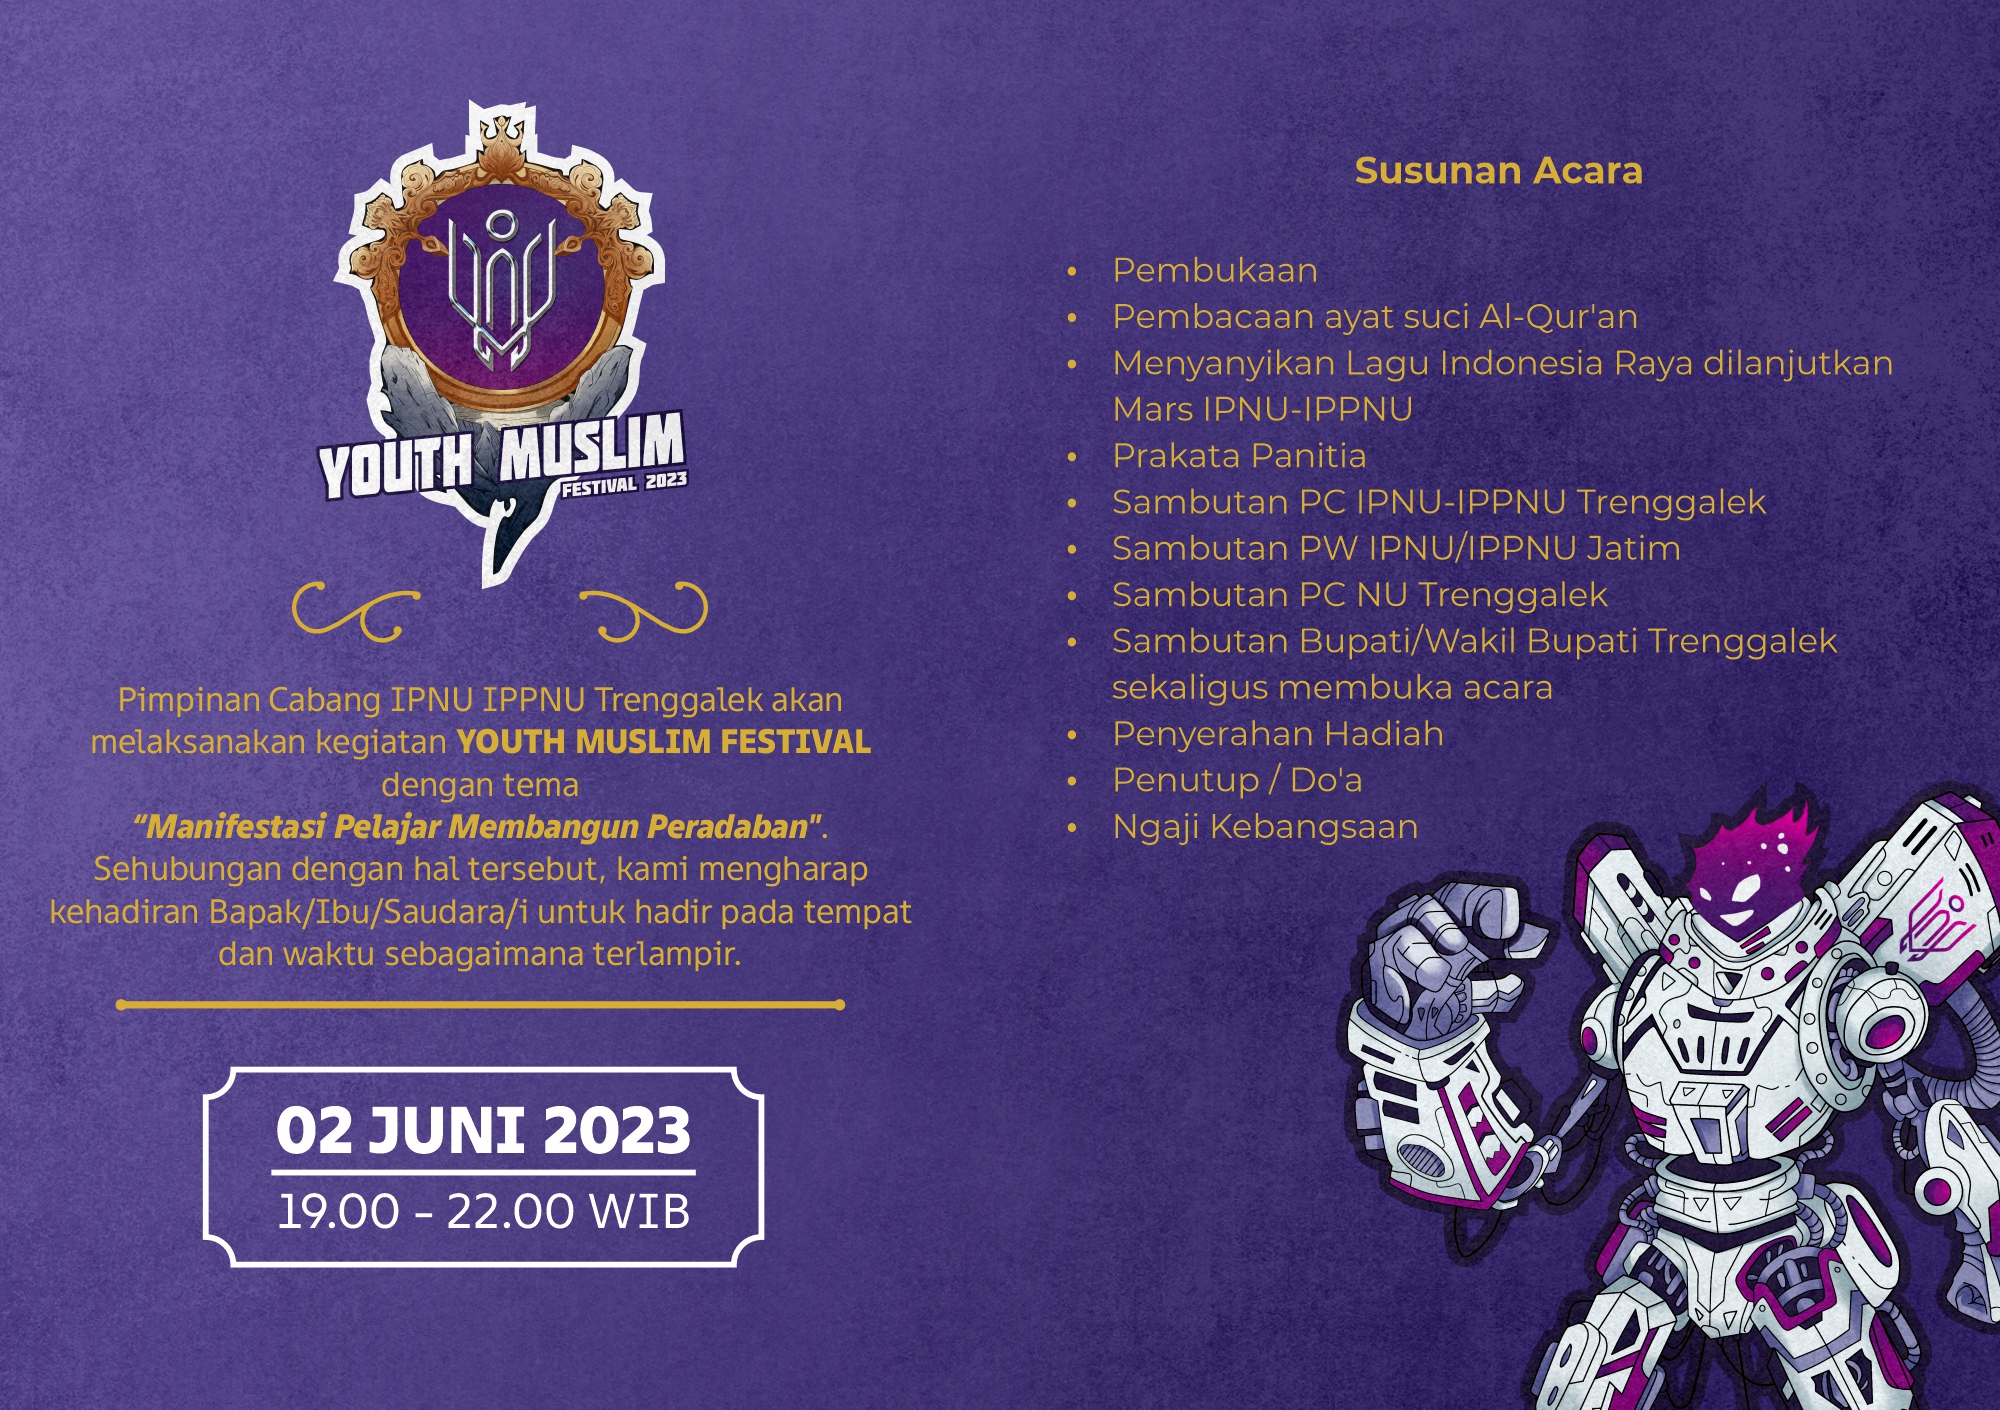 YOUTH MUSLIM
FESTIVAL 2023
Pimpinan Cabang IPNU IPPNU Trenggalek akan
melaksanakan kegiatan YOUTH MUSLIM FESTIVAL
dengan tema
“Manifestasi Pelajar Membangun Peradaban".
Sehubungan dengan hal tersebut, kami mengharap
kehadiran Bapak/Ibu/Saudara/i untuk hadir pada tempat
dan waktu sebagaimana terlampir.
02 JUNI 2023
19.00 - 22.00 WIB
Susunan Acara
• Pembukaan
• Pembacaan ayat suci Al-Qur'an
• Menyanyikan Lagu Indonesia Raya dilanjutkan
Mars IPNU-IPPNU
• Prakata Panitia
• Sambutan PC IPNU-IPPNU Trenggalek
• Sambutan PW IPNU/IPPNU Jatim
• Sambutan PC NU Trenggalek
• Sambutan Bupati/Wakil Bupati Trenggalek
sekaligus membuka acara
• Penyerahan Hadiah
• Penutup / Do'a
• Ngaji Kebangsaan